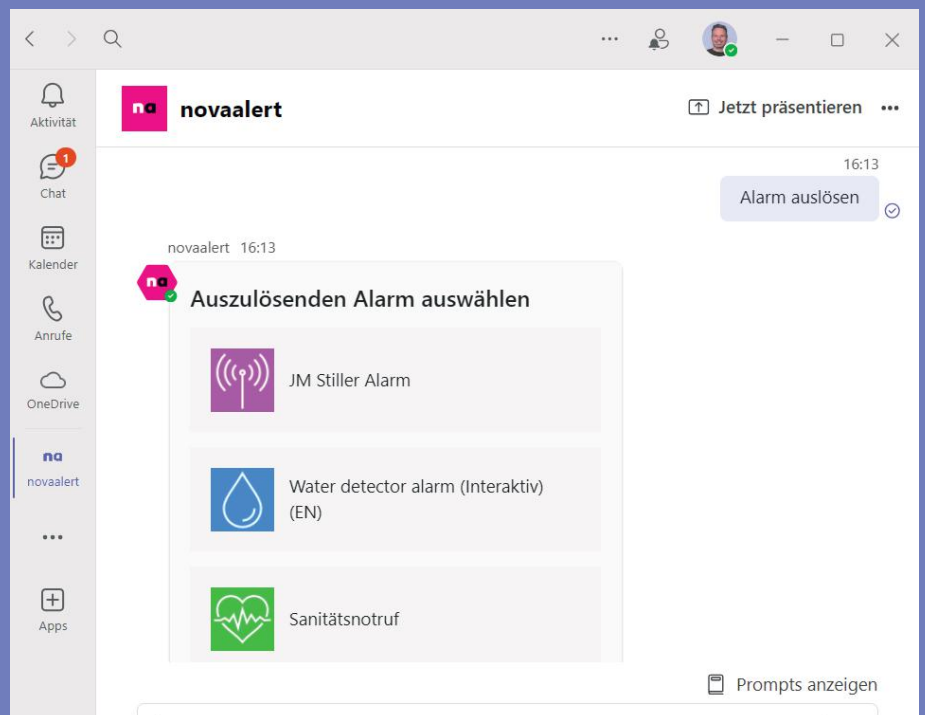 na novaalert
Jetzt präsentieren
Aktivität
1
Chat
Kalender
Anrufe
OneDrive
na
novaalert
Apps
16:13
Alarm auslösen
novaalert 16:13
na
Auszulösenden Alarm auswählen
JM Stiller Alarm
Water detector alarm (Interaktiv)
(EN)
Sanitätsnotruf
Prompts anzeigen